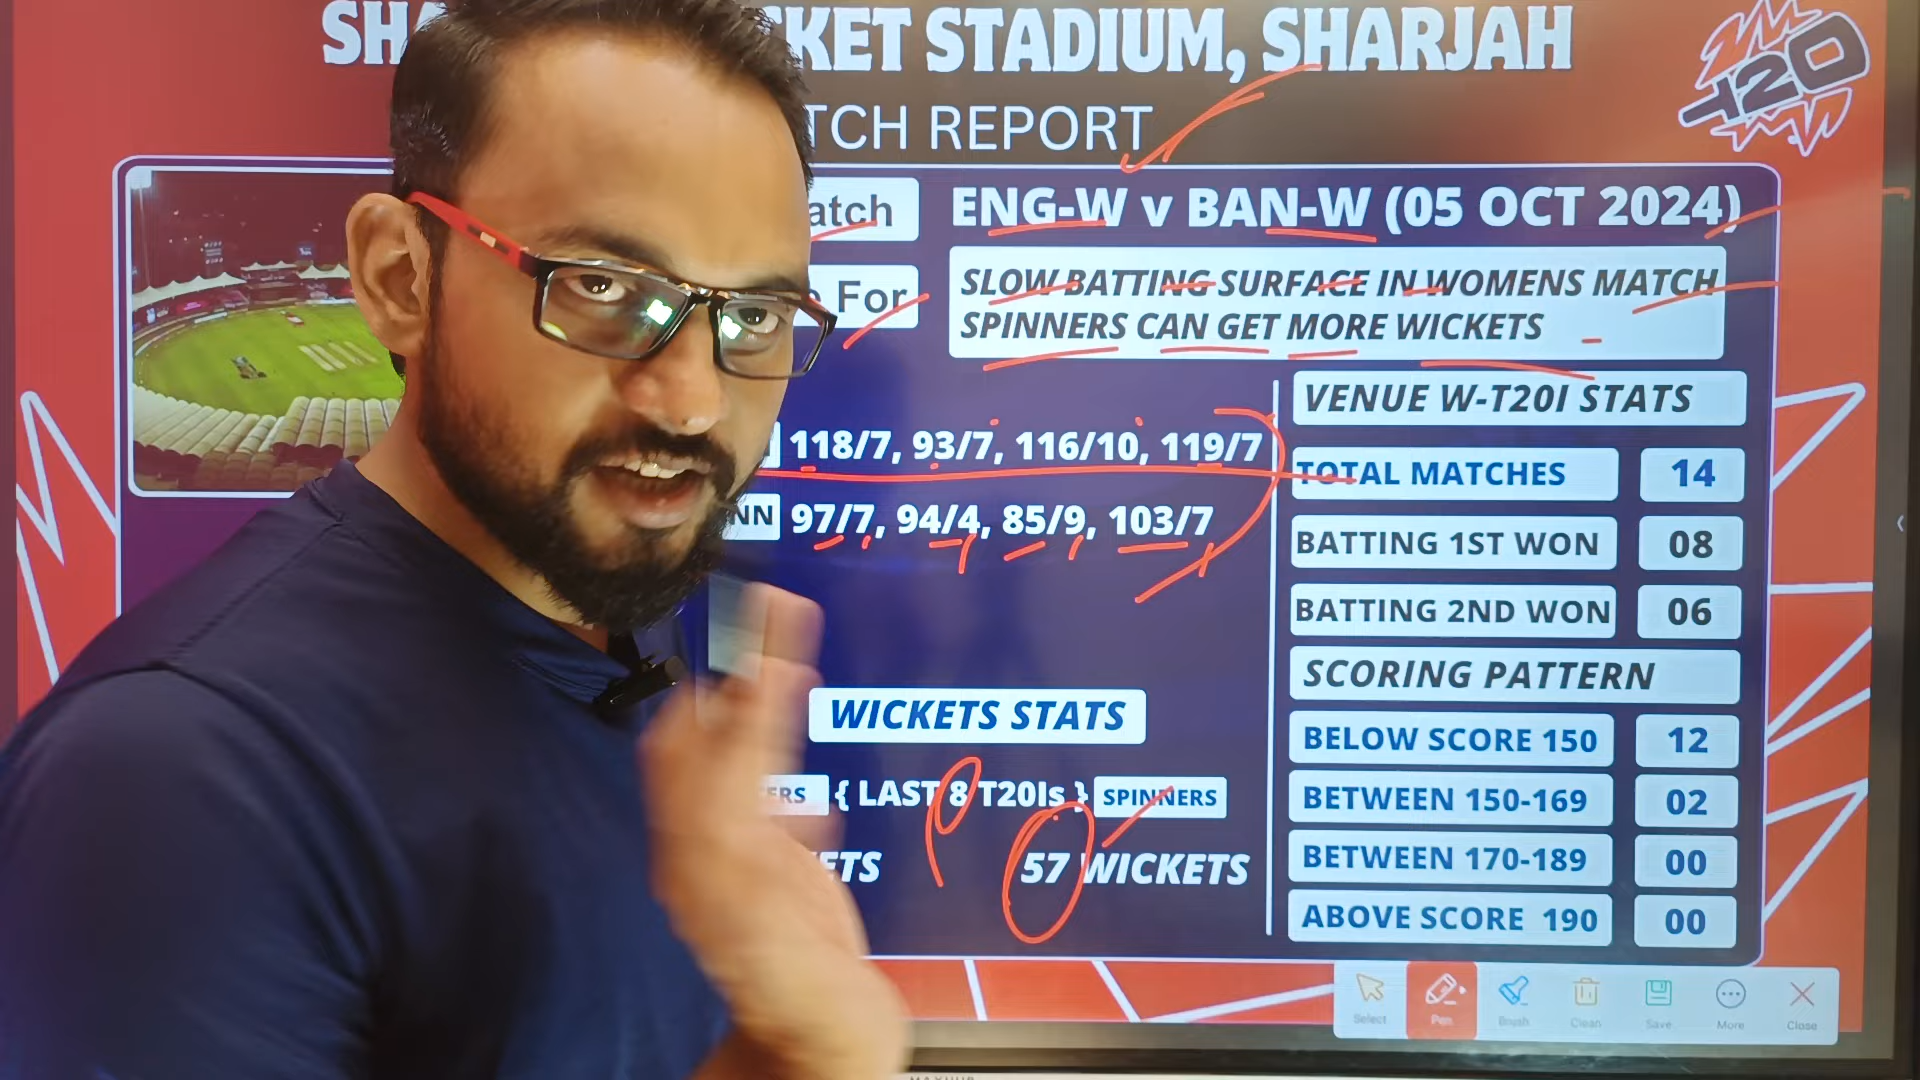 CKET STADIUM, SHARJAH
TCH REPORT
T20
atch
ENG-W v BAN-W (05 OCT 2024)
For
SLOW BATTING SURFACE IN WOMENS MATCH
SPINNERS CAN GET MORE WICKETS
VENUE W-T20I STATS
118/7, 93/7, 116/10, 119/7
TOTAL MATCHES 14
NN 97/7, 94/4, 85/9, 103/7
BATTING 1ST WON 08
BATTING 2ND WON 06
SCORING PATTERN
WICKETS STATS
BELOW SCORE 150 12
ERS { LAST 8 T20Is } SPINNERS
BETWEEN 150-169 02
ETS 57 WICKETS
BETWEEN 170-189 00
ABOVE SCORE 190 00
Select Pen Brush Clean Save More Close